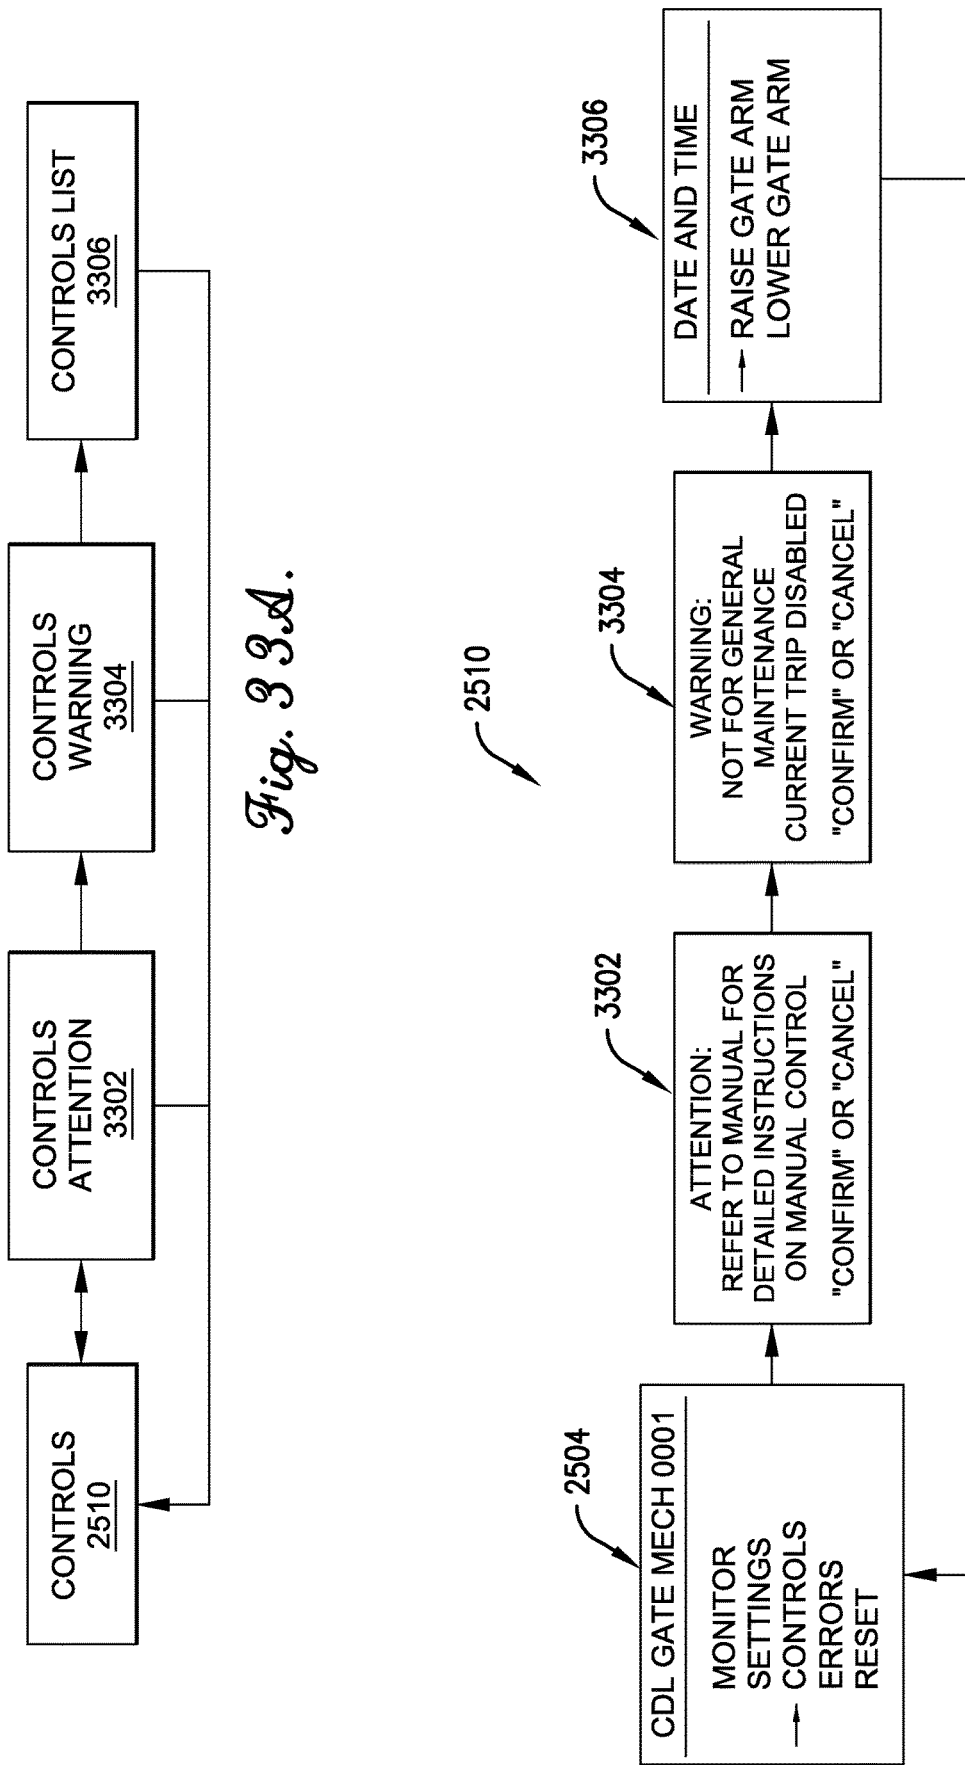 CONTROLS
2510
CONTROLS
ATTENTION
3302
CONTROLS
WARNING
3304
CONTROLS LIST
3306
Fig. 33A.
2510
2504
CDL GATE MECH 0001
MONITOR
SETTINGS
→ CONTROLS
ERRORS
RESET
3302
ATTENTION:
REFER TO MANUAL FOR
DETAILED INSTRUCTIONS
ON MANUAL CONTROL
"CONFIRM" OR "CANCEL"
3304
WARNING:
NOT FOR GENERAL
MAINTENANCE
CURRENT TRIP DISABLED
"CONFIRM" OR "CANCEL"
3306
DATE AND TIME
→ RAISE GATE ARM
LOWER GATE ARM